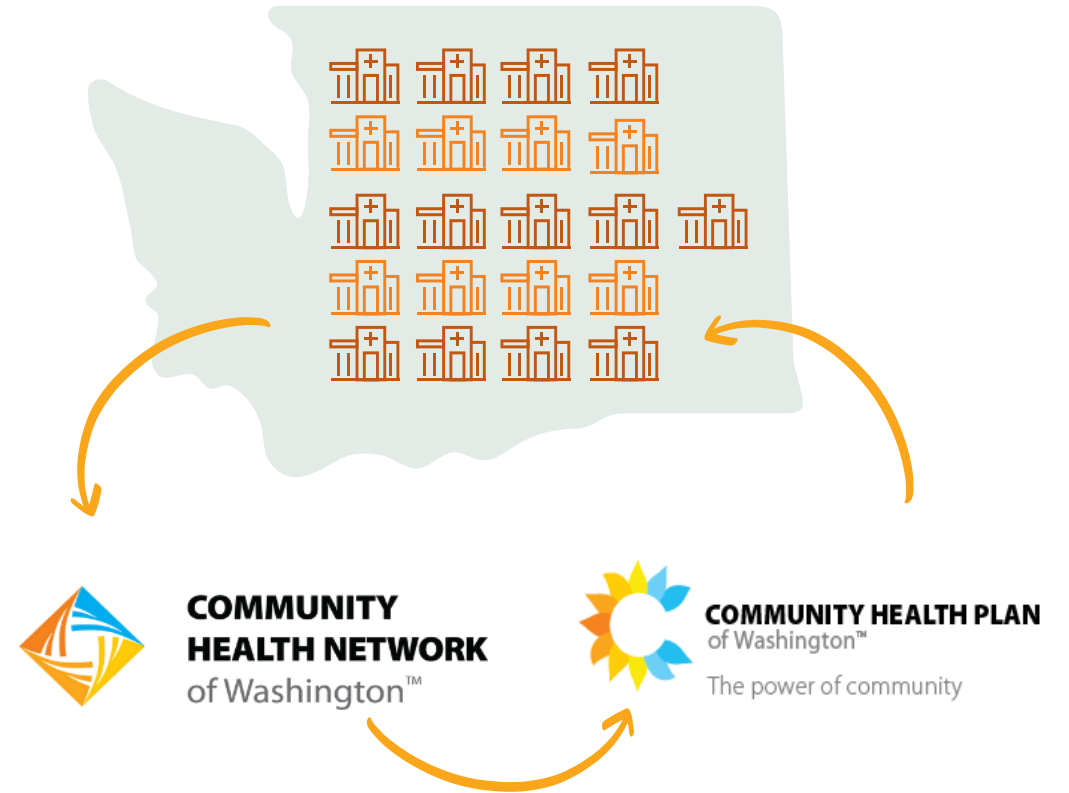 COMMUNITY
HEALTH NETWORK
of Washington™
COMMUNITY HEALTH PLAN
of Washington™
The power of community